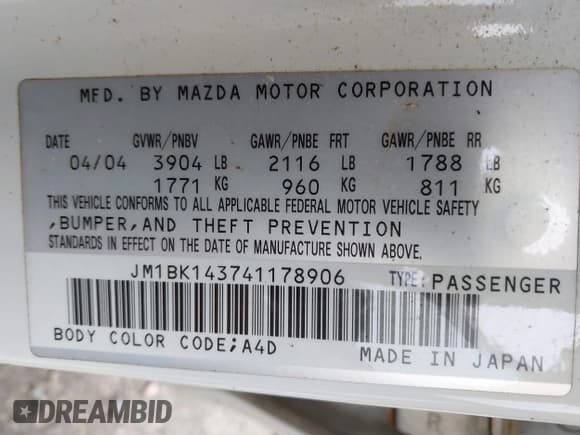 MFD. BY MAZDA MOTOR CORPORATION
DATE GVWR/PNBV GAWR/PNBE FRT GAWR/PNBE RR
04/04 3904 LB 2116 LB 1788 LB
1771 KG 960 KG 811 KG
THIS VEHICLE CONFORMS TO ALL APPLICABLE FEDERAL MOTOR VEHICLE SAFETY
,BUMPER,AND THEFT PREVENTION
STANDARDS IN EFFECT ON THE DATE OF MANUFACTURE SHOWN ABOVE.
JM1BK143741178906 TYPE:PASSENGER
BODY COLOR CODE;A4D MADE IN JAPAN
DREAMBID